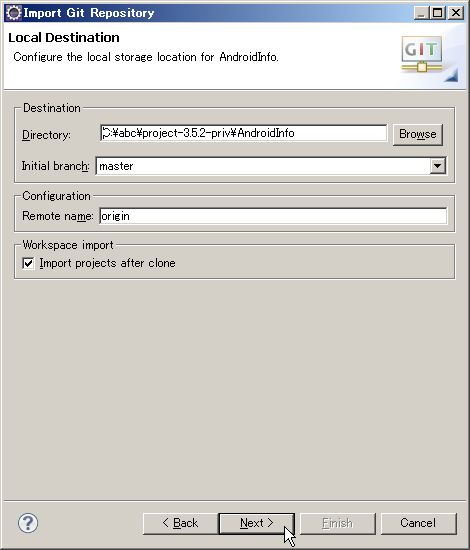 Import Git Repository
Local Destination
Configure the local storage location for AndroidInfo.
GIT
Destination
Directory: C:¥abc¥project-3.5.2-priv¥AndroidInfo Browse
Initial branch: master
Configuration
Remote name: origin
Workspace import
Import projects after clone
? < Back Next > Finish Cancel